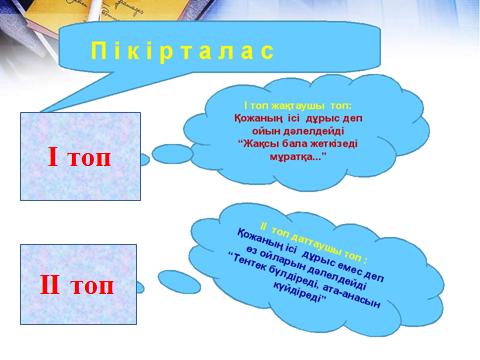 Пікірталас
І топ
І топ жақтаушы топ:
Қожаның ісі дұрыс деп
ойын дәлелдейді
“Жақсы бала жеткізеді
мұратқа...”
ІІ топ
ІІ топ даттаушы топ :
Қожаның ісі дұрыс емес деп
өз ойларын дәлелдейді
“Тентек бүлдіреді, ата-анасын
күйдіреді”